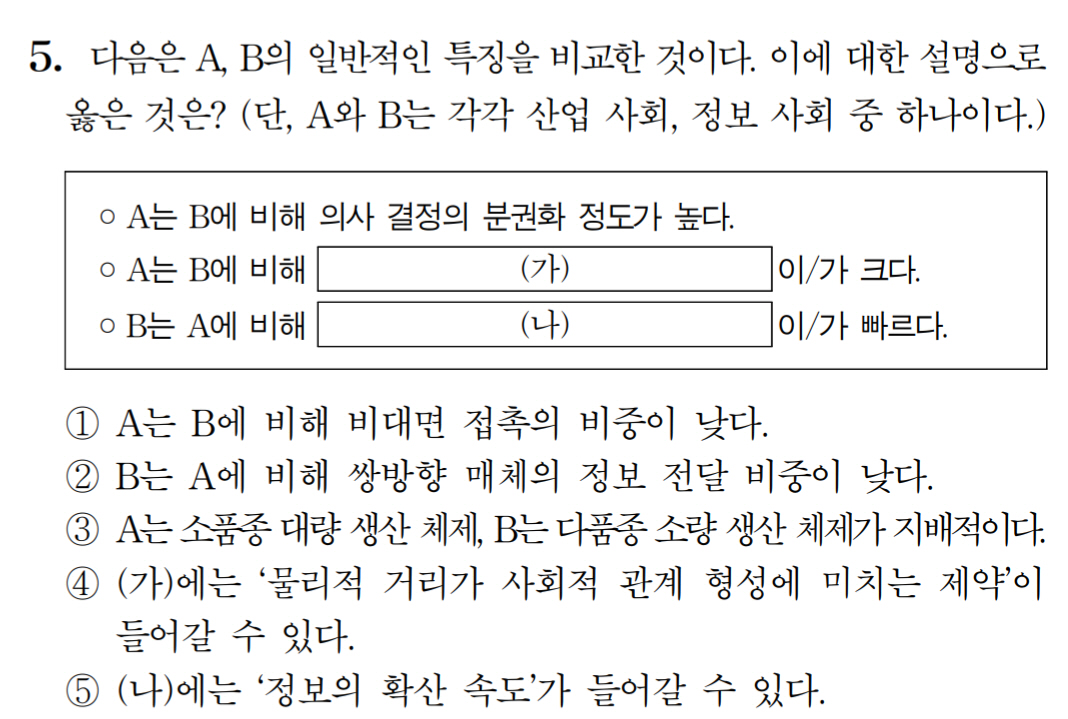 5. 다음은 A, B의 일반적인 특징을 비교한 것이다. 이에 대한 설명으로
옳은 것은? (단, A와 B는 각각 산업 사회, 정보 사회 중 하나이다.)
○ A는 B에 비해 의사 결정의 분권화 정도가 높다.
○ A는 B에 비해 (가) 이/가 크다.
○ B는 A에 비해 (나) 이/가 빠르다.
① A는 B에 비해 비대면 접촉의 비중이 낮다.
② B는 A에 비해 쌍방향 매체의 정보 전달 비중이 낮다.
③ A는 소품종 대량 생산 체제, B는 다품종 소량 생산 체제가 지배적이다.
④ (가)에는 ‘물리적 거리가 사회적 관계 형성에 미치는 제약’이
들어갈 수 있다.
⑤ (나)에는 ‘정보의 확산 속도’가 들어갈 수 있다.